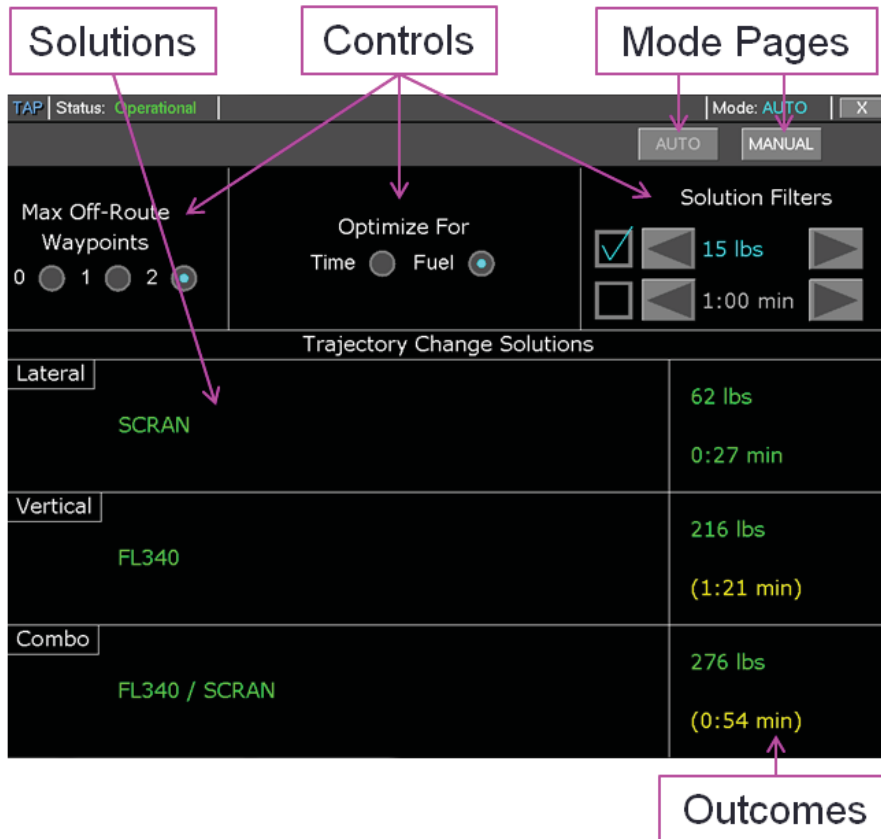 Solutions
Controls
Mode Pages
TAP Status: Operational Mode: AUTO X
AUTO MANUAL
Max Off-Route
Waypoints
0 1 2
Optimize For
Time Fuel
Solution Filters
15 lbs
1:00 min
Trajectory Change Solutions
Lateral
SCRAN
62 lbs
0:27 min
Vertical
FL340
216 lbs
(1:21 min)
Combo
FL340 / SCRAN
276 lbs
(0:54 min)
Outcomes